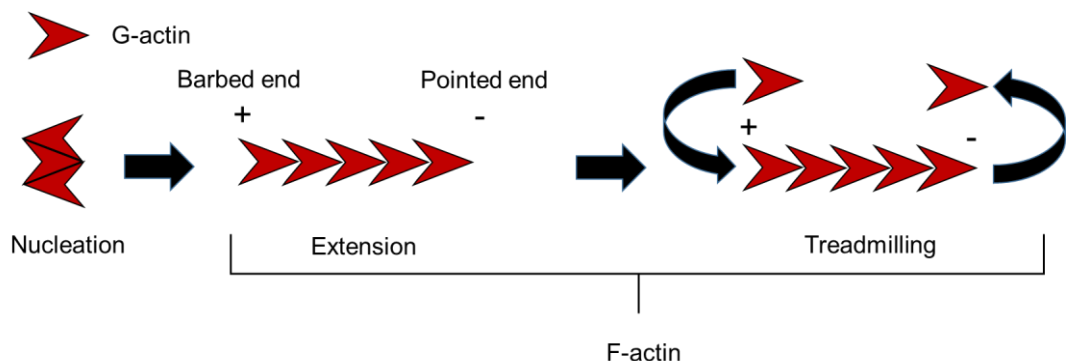 G-actin
Barbed end
Pointed end
+
-
+
-
Nucleation
Extension
Treadmilling
F-actin